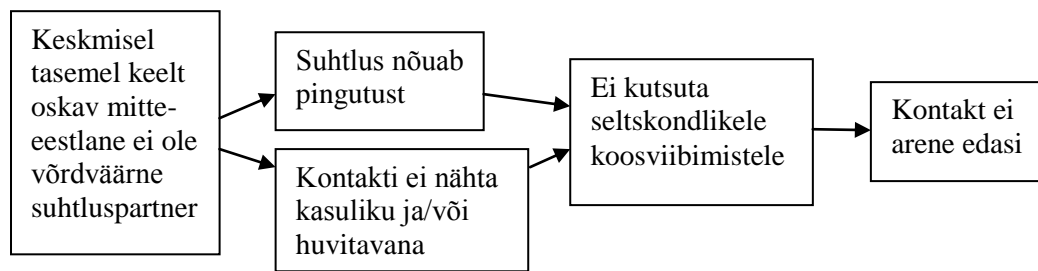 Keskmisel
tasemel keelt
oskav mitte-
eestlane ei ole
võrdväärne
suhtluspartner
Suhtlus nõuab
pingutust
Kontakti ei nähta
kasuliku ja/või
huvitavana
Ei kutsuta
seltskondlikele
koosviibimistele
Kontakt ei
arene edasi